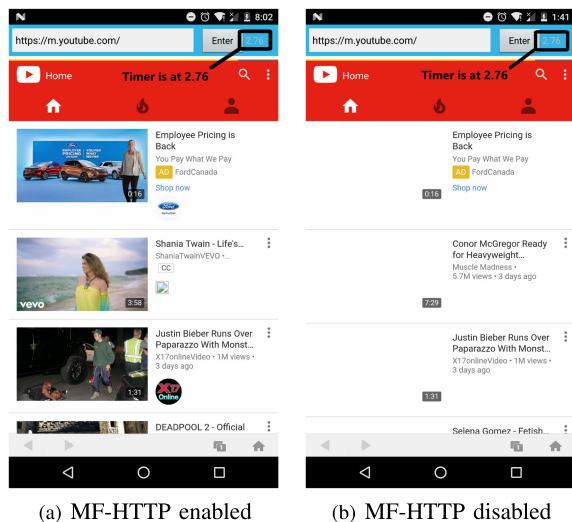 8:02
https://m.youtube.com/
Enter
2.76
Home
Timer is at 2.76
EMPLOYEE
PRICING
0:16
Employee Pricing is
Back
You Pay What We Pay
AD FordCanada
Shop now
Ford
vevo
3:58
Shania Twain - Life's...
ShaniaTwainVEVO •...
CC
1:31
Justin Bieber Runs Over
Paparazzo With Monst...
X17onlineVideo • 1M views •
3 days ago
X17
Online
DEADPOOL 2 - Official
1
(a) MF-HTTP enabled
1:41
https://m.youtube.com/
Enter
2.76
Home
Timer is at 2.76
0:16
Employee Pricing is
Back
You Pay What We Pay
AD FordCanada
Shop now
7:29
Conor McGregor Ready
for Heavyweight...
Muscle Madness •
5.7M views • 3 days ago
1:31
Justin Bieber Runs Over
Paparazzo With Monst...
X17onlineVideo • 1M views •
3 days ago
Selena Gomez - Fetish...
1
(b) MF-HTTP disabled